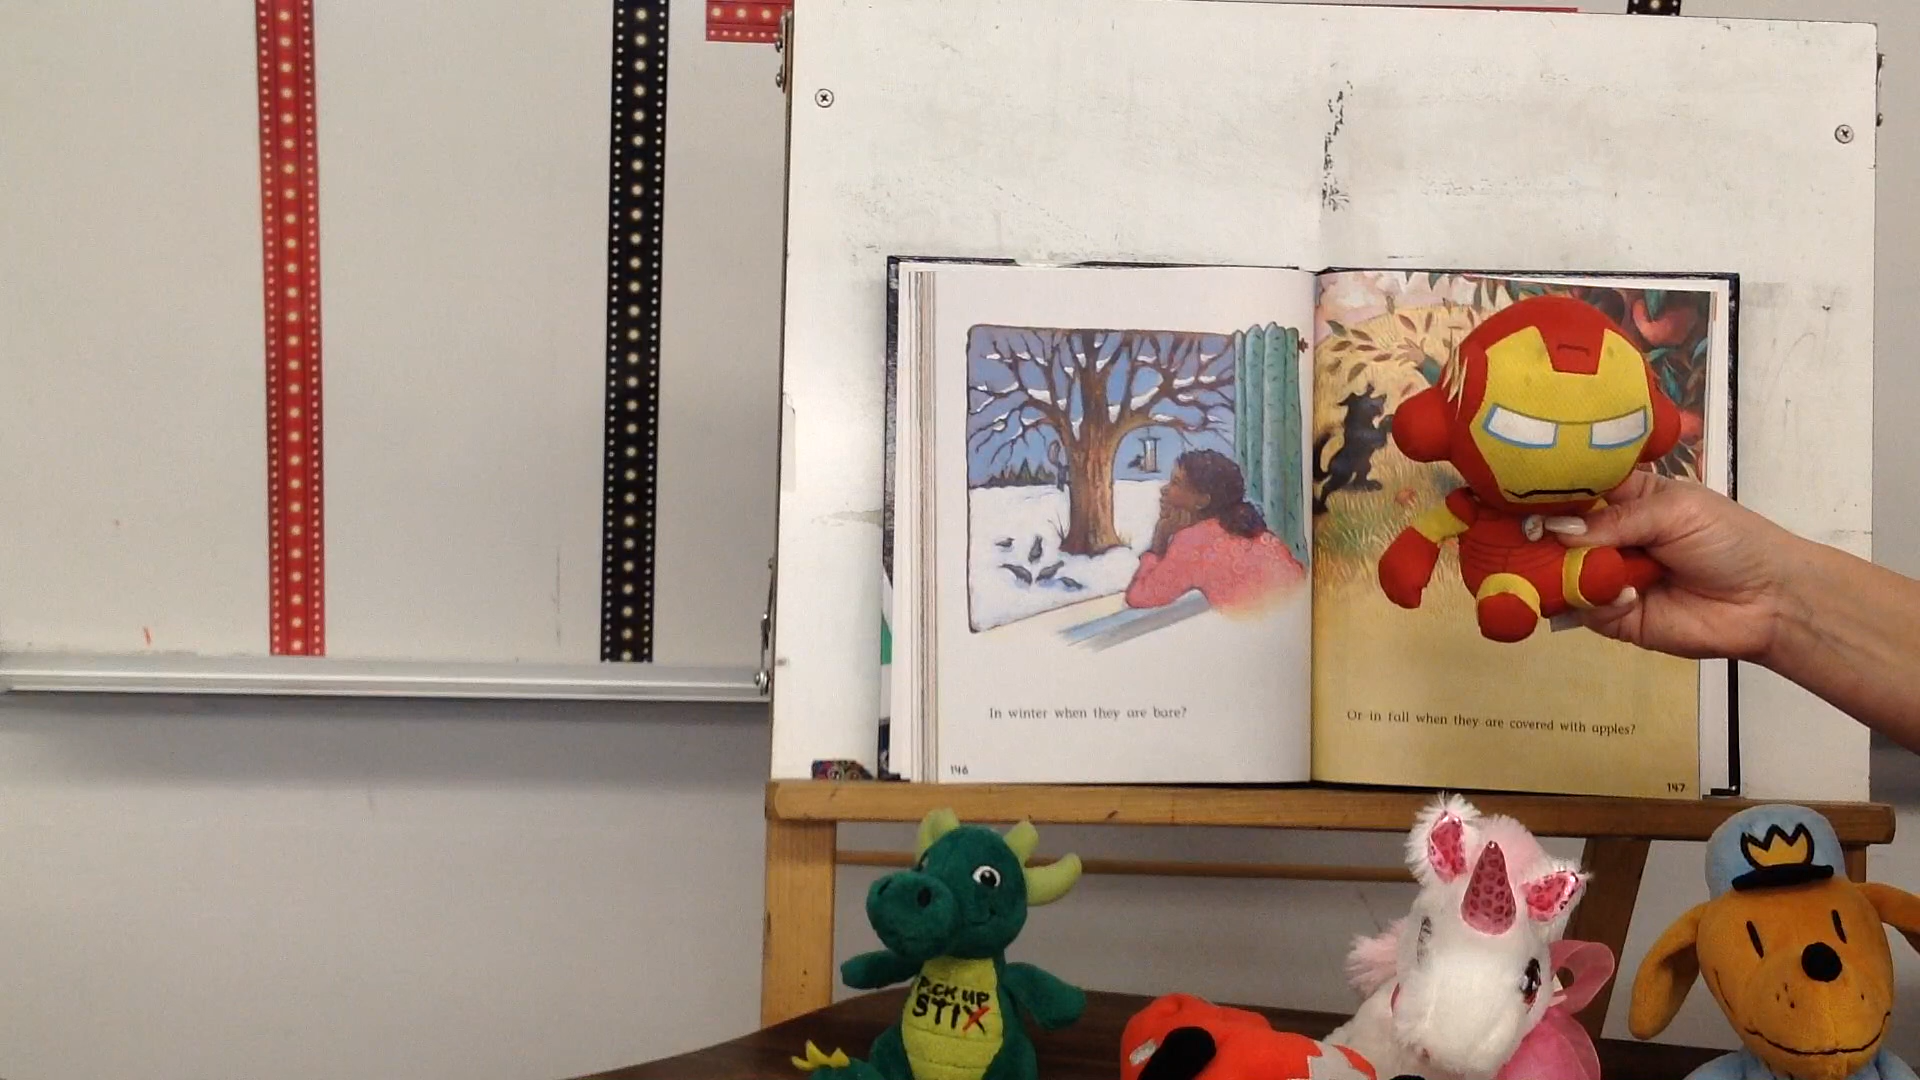 In winter when they are bare?
146
Or in fall when they are covered with apples?
147
PICK UP
STIX